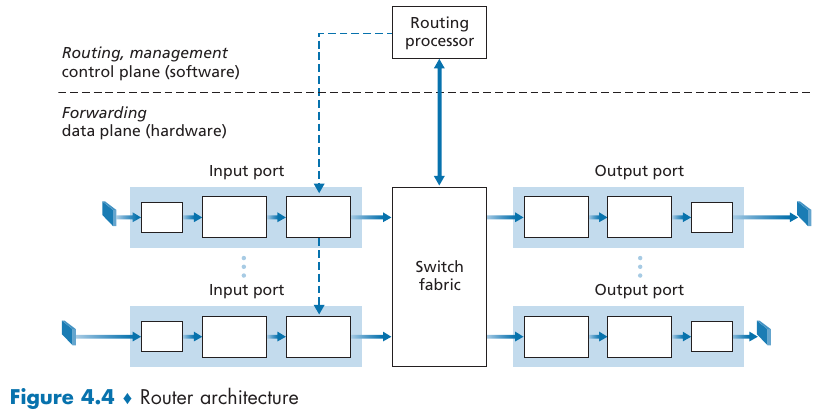 Routing
processor
Routing, management
control plane (software)
Forwarding
data plane (hardware)
Input port
Output port
Switch
fabric
Input port
Output port
Figure 4.4 ♦ Router architecture